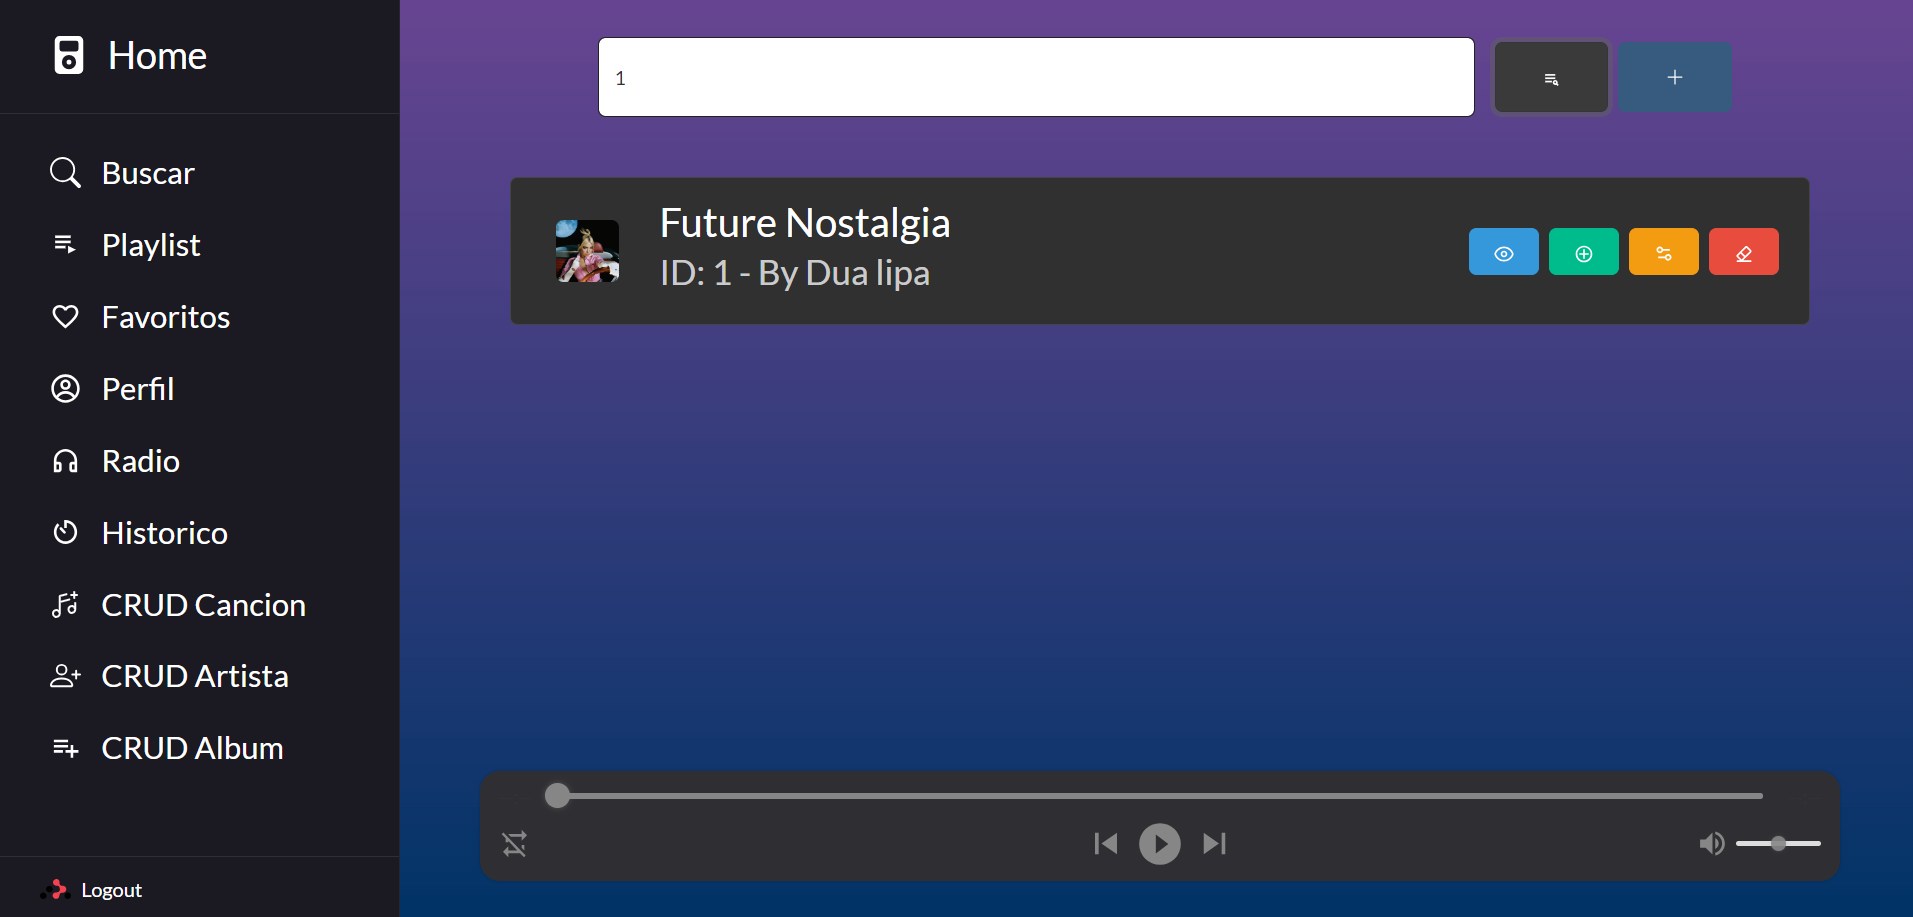 Home
Buscar
Playlist
Favoritos
Perfil
Radio
Historico
CRUD Cancion
CRUD Artista
CRUD Album
Logout
1
Future Nostalgia
ID: 1 - By Dua lipa